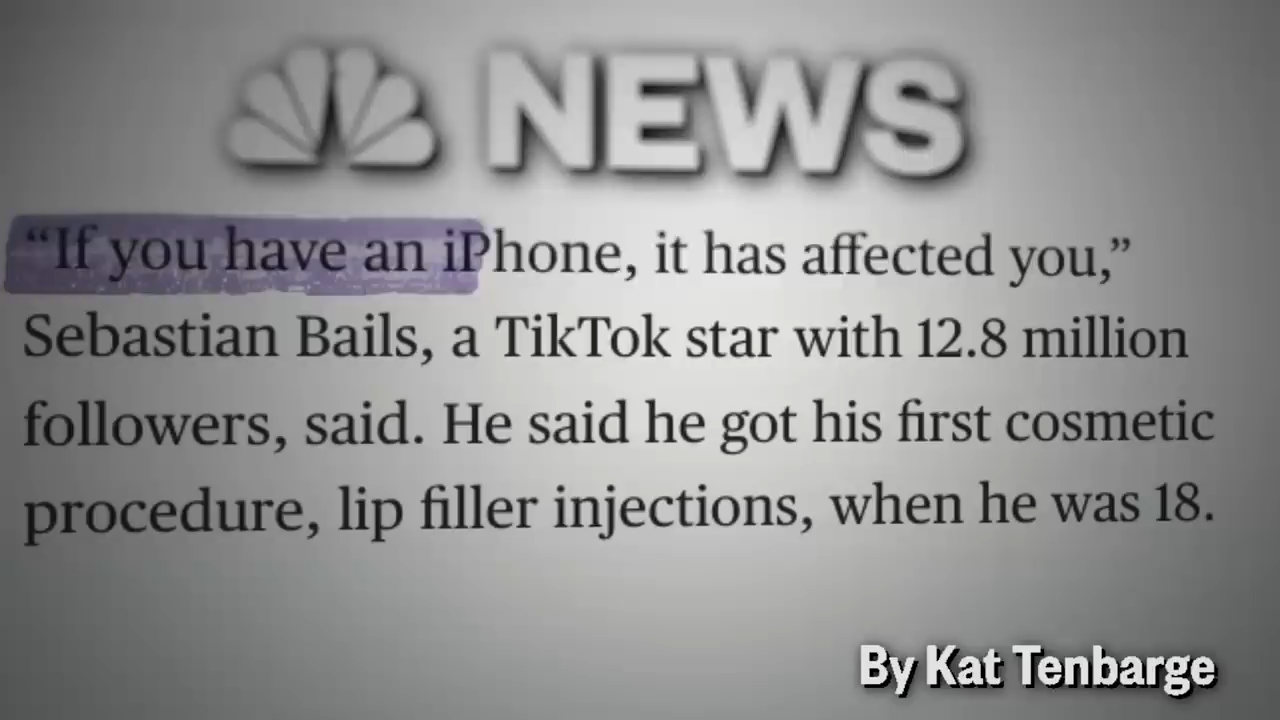 NEWS
“If you have an iPhone, it has affected you,”
Sebastian Bails, a TikTok star with 12.8 million
followers, said. He said he got his first cosmetic
procedure, lip filler injections, when he was 18.
By Kat Tenbarge